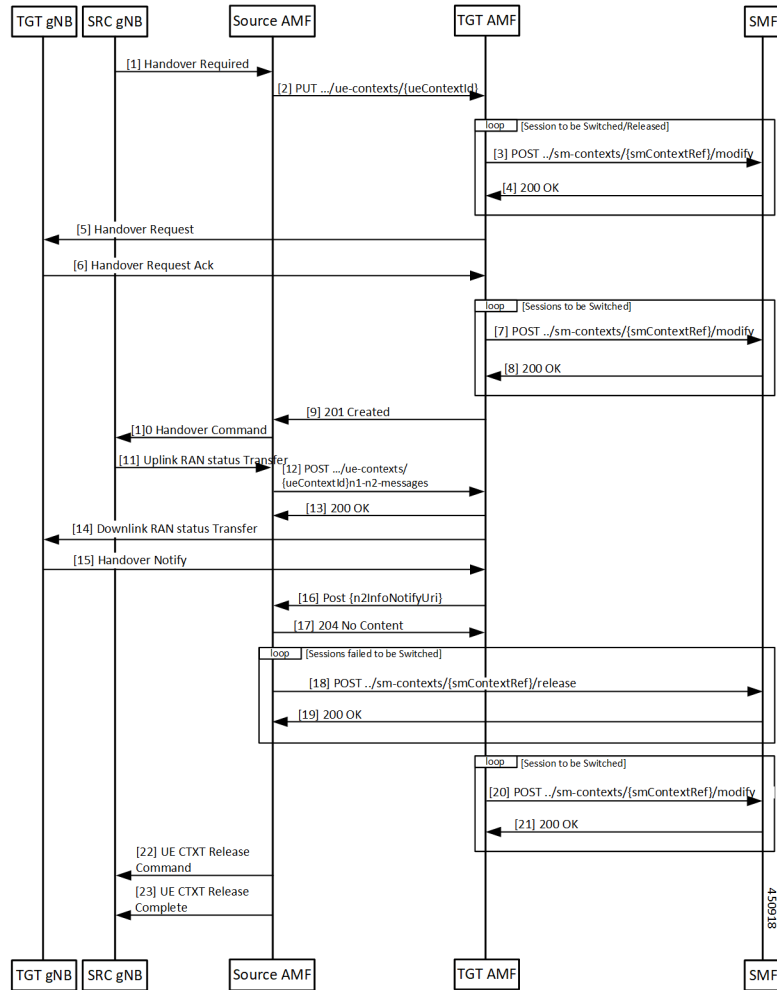 TGT gNB
SRC gNB
Source AMF
TGT AMF
SMF
[1] Handover Required
[2] PUT .../ue-contexts/{ueContextId}
loop [Session to be Switched/Released]
[3] POST ../sm-contexts/{smContextRef}/modify
[4] 200 OK
[5] Handover Request
[6] Handover Request Ack
loop [Sessions to be Switched]
[7] POST ../sm-contexts/{smContextRef}/modify
[8] 200 OK
[9] 201 Created
[1]0 Handover Command
[11] Uplink RAN status Transfer
[12] POST .../ue-contexts/
{ueContextId}n1-n2-messages
[13] 200 OK
[14] Downlink RAN status Transfer
[15] Handover Notify
[16] Post {n2InfoNotifyUri}
[17] 204 No Content
loop [Sessions failed to be Switched]
[18] POST ../sm-contexts/{smContextRef}/release
[19] 200 OK
loop [Session to be Switched]
[20] POST ../sm-contexts/{smContextRef}/modify
[21] 200 OK
[22] UE CTXT Release
Command
[23] UE CTXT Release
Complete
450918
TGT gNB
SRC gNB
Source AMF
TGT AMF
SMF